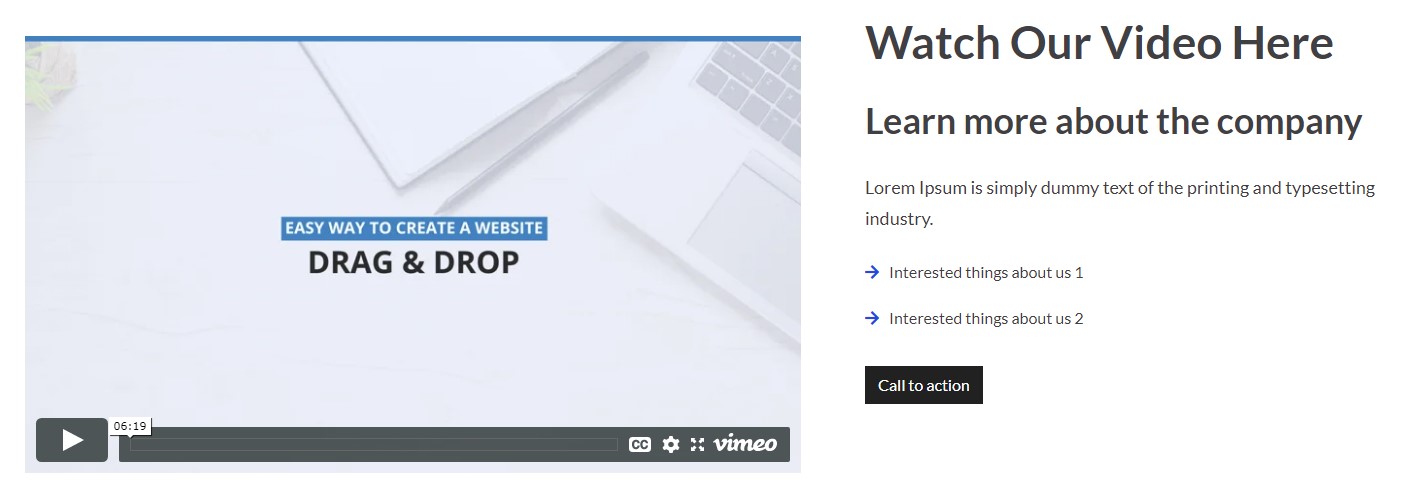 EASY WAY TO CREATE A WEBSITE
DRAG & DROP
06:19
CC
vimeo
Watch Our Video Here
Learn more about the company
Lorem Ipsum is simply dummy text of the printing and typesetting
industry.
Interested things about us 1
Interested things about us 2
Call to action